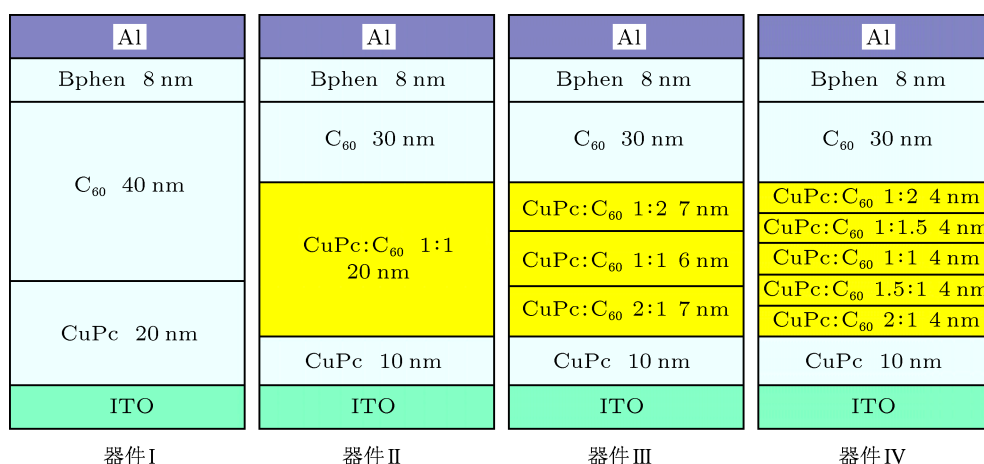 Al
Bphen 8 nm
C₆₀ 40 nm
CuPc 20 nm
ITO
器件Ⅰ
Al
Bphen 8 nm
C₆₀ 30 nm
CuPc:C₆₀ 1:1
20 nm
CuPc 10 nm
ITO
器件Ⅱ
Al
Bphen 8 nm
C₆₀ 30 nm
CuPc:C₆₀ 1:2 7 nm
CuPc:C₆₀ 1:1 6 nm
CuPc:C₆₀ 2:1 7 nm
CuPc 10 nm
ITO
器件Ⅲ
Al
Bphen 8 nm
C₆₀ 30 nm
CuPc:C₆₀ 1:2 4 nm
CuPc:C₆₀ 1:1.5 4 nm
CuPc:C₆₀ 1:1 4 nm
CuPc:C₆₀ 1.5:1 4 nm
CuPc:C₆₀ 2:1 4 nm
CuPc 10 nm
ITO
器件Ⅳ